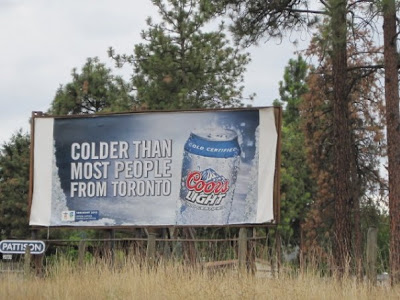 COLDER THAN
MOST PEOPLE
FROM TORONTO
COLD CERTIFIED
Coors
LIGHT
PATTISON